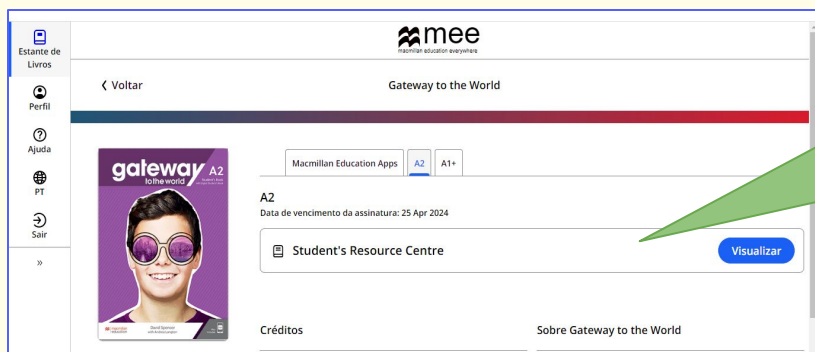 Estante de
Livros
Perfil
Ajuda
PT
Sair
»
mee
macmillan education everywhere
Voltar
Gateway to the World
gateway A2
to the world
David Spencer
Macmillan Education Apps
A2
A1+
A2
Data de vencimento da assinatura: 25 Apr 2024
Student's Resource Centre
Visualizar
Créditos
Sobre Gateway to the World